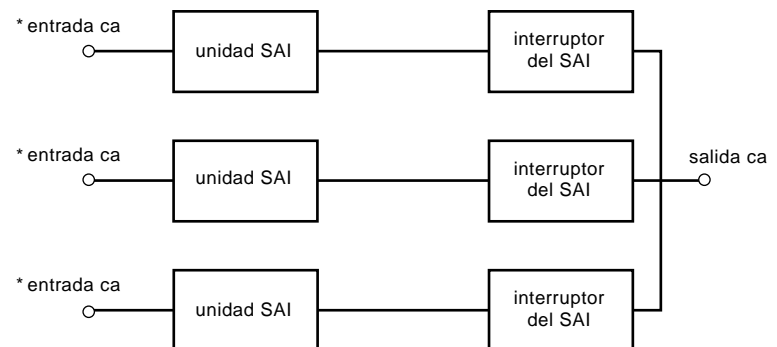 * entrada ca
unidad SAI
interruptor
del SAI
* entrada ca
unidad SAI
interruptor
del SAI
salida ca
* entrada ca
unidad SAI
interruptor
del SAI